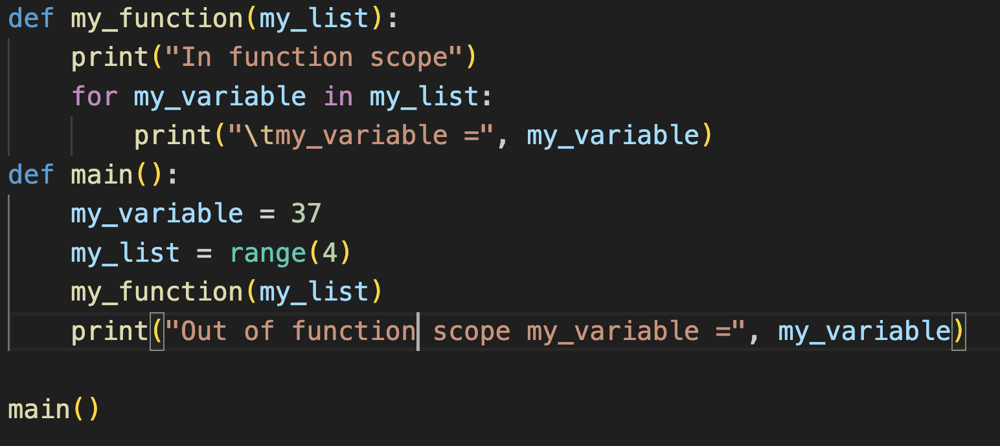 def my_function(my_list):
    print("In function scope")
    for my_variable in my_list:
        print("\tmy_variable =", my_variable)
def main():
    my_variable = 37
    my_list = range(4)
    my_function(my_list)
    print("Out of function scope my_variable =", my_variable)

main()